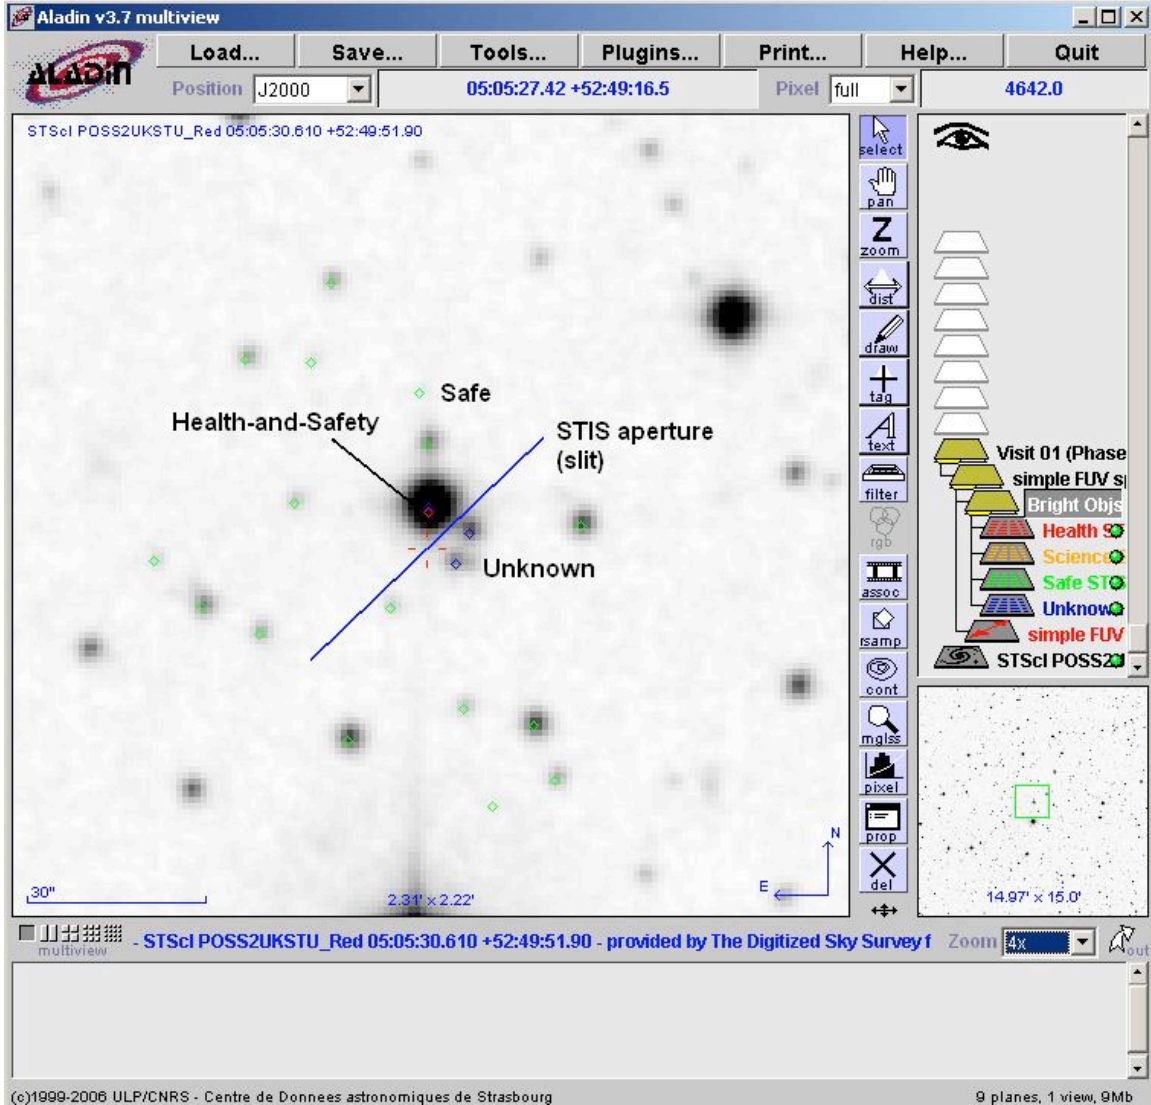 Aladin v3.7 multiview
ALADIN Load... Save... Tools... Plugins... Print... Help... Quit
Position J2000 05:05:27.42 +52:49:16.5 Pixel full 4642.0
STScI POSS2UKSTU_Red 05:05:30.610 +52:49:51.90
Safe
Health-and-Safety
STIS aperture
(slit)
Unknown
30"
2.31' x 2.22'
N
E
select
pan
zoom
dist
draw
tag
text
filter
rgb
assoc
rsamp
cont
mglss
pixel
prop
del
Visit 01 (Phase
simple FUV s
Bright Objs
Health ST
Science
Safe STI
Unknow
simple FUV
STScI POSS2U
14.97' x 15.0'
multiview
- STScI POSS2UKSTU_Red 05:05:30.610 +52:49:51.90 - provided by The Digitized Sky Survey f Zoom 4x out
(c)1999-2006 ULP/CNRS - Centre de Donnees astronomiques de Strasbourg 9 planes, 1 view, 9Mb